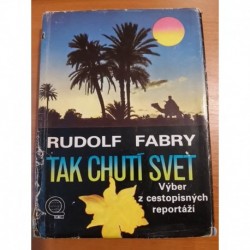 RUDOLF FABRY
TAK CHUTÍ SVET
Výber
z cestopisných
reportáží